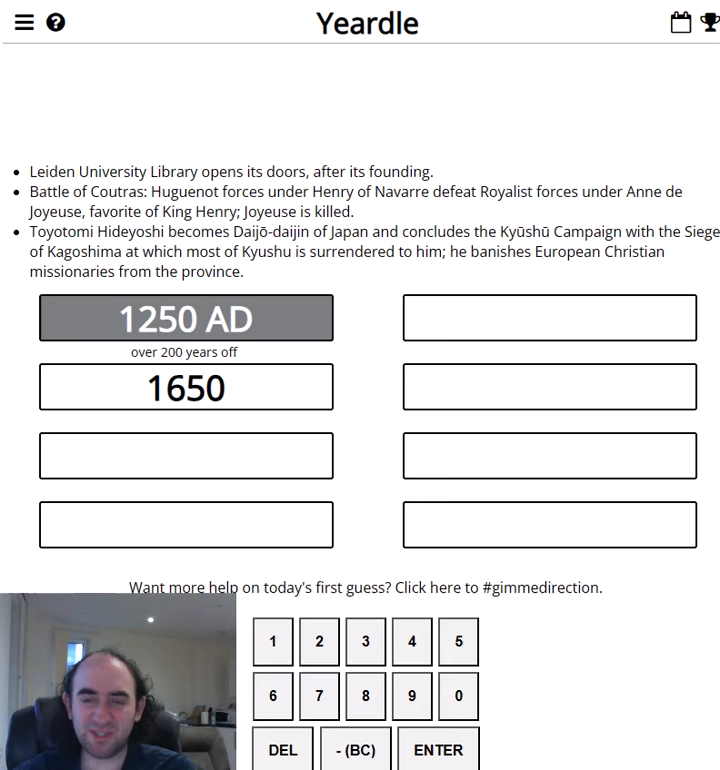 Yeardle
Leiden University Library opens its doors, after its founding.
Battle of Coutras: Huguenot forces under Henry of Navarre defeat Royalist forces under Anne de
Joyeuse, favorite of King Henry; Joyeuse is killed.
Toyotomi Hideyoshi becomes Daijō-daijin of Japan and concludes the Kyūshū Campaign with the Siege
of Kagoshima at which most of Kyushu is surrendered to him; he banishes European Christian
missionaries from the province.
1250 AD
over 200 years off
1650
Want more help on today's first guess? Click here to #gimmedirection.
1 2 3 4 5
6 7 8 9 0
DEL - (BC) ENTER